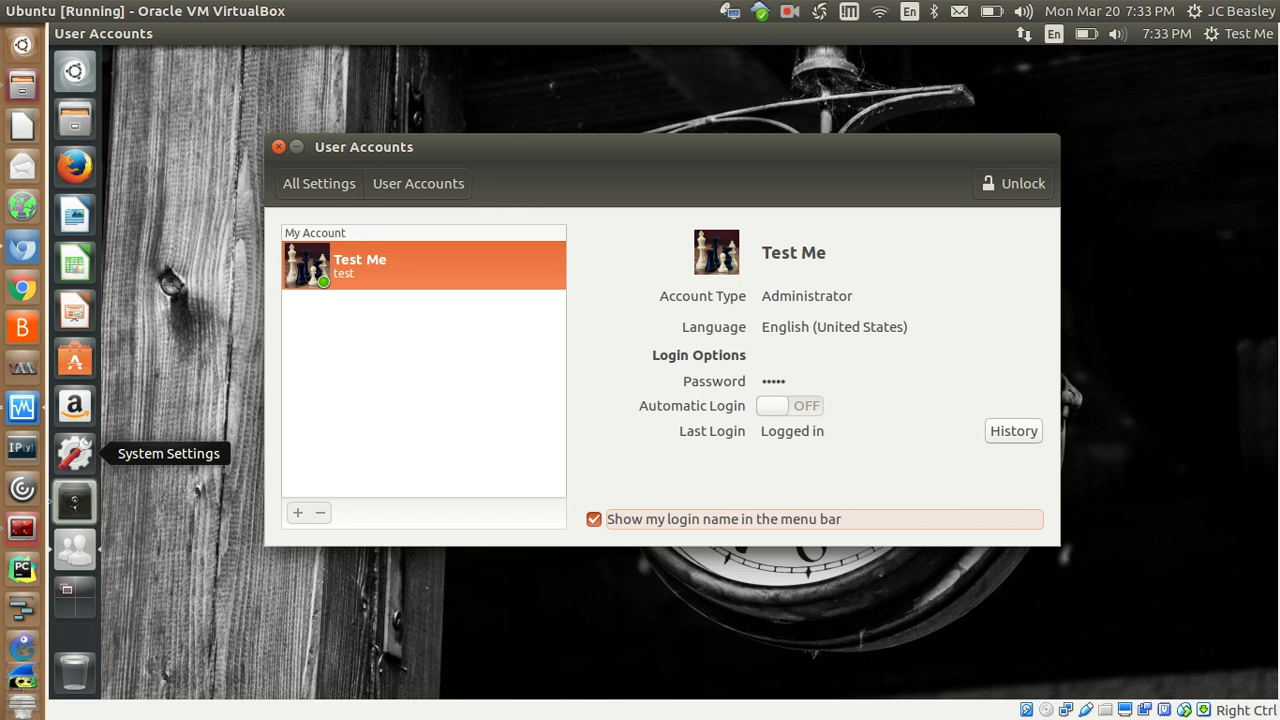 Ubuntu [Running] - Oracle VM VirtualBox
En
Mon Mar 20 7:33 PM
JC Beasley
User Accounts
En
7:33 PM
Test Me
User Accounts
All Settings
User Accounts
Unlock
My Account
Test Me
test
Test Me
Account Type Administrator
Language English (United States)
Login Options
Password •••••
Automatic Login OFF
Last Login Logged in
History
+ −
Show my login name in the menu bar
System Settings
B
a
IP[y]
PC
Right Ctrl